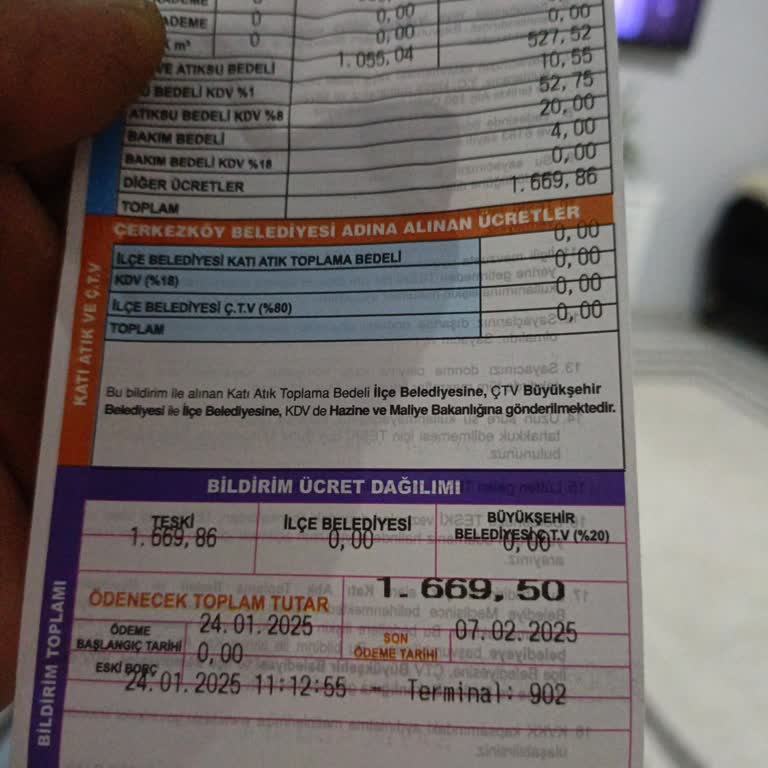 ADEME 0 0,00 0,00
m³ 0 0,00 527,52
VE ATIKSU BEDELİ 1.055,04 10,55
BEDELİ KDV %1 52,75
ATIKSU BEDELİ KDV %8 20,00
BAKIM BEDELİ 4,00
BAKIM BEDELİ KDV %18 0,00
DİĞER ÜCRETLER 1.669,86
TOPLAM
ÇERKEZKÖY BELEDİYESİ ADINA ALINAN ÜCRETLER
KATI ATIK VE Ç.T.V
İLÇE BELEDİYESİ KATI ATIK TOPLAMA BEDELİ 0,00
KDV (%18) 0,00
İLÇE BELEDİYESİ Ç.T.V (%80) 0,00
TOPLAM 0,00
Bu bildirim ile alınan Katı Atık Toplama Bedeli İlçe Belediyesine, ÇTV Büyükşehir
Belediyesi ile İlçe Belediyesine, KDV de Hazine ve Maliye Bakanlığına gönderilmektedir.
BİLDİRİM ÜCRET DAĞILIMI
BİLDİRİM TOPLAMI
TESKİ İLÇE BELEDİYESİ BÜYÜKŞEHİR
BELEDİYESİ Ç.T.V (%20)
1.669,86 0,00 0,00
ÖDENECEK TOPLAM TUTAR 1.669,50
ÖDEME
BAŞLANGIÇ TARİHİ 24.01.2025 SON
ÖDEME TARİHİ 07.02.2025
ESKİ BORÇ 0,00
24.01.2025 11:12:55 - Terminal: 902